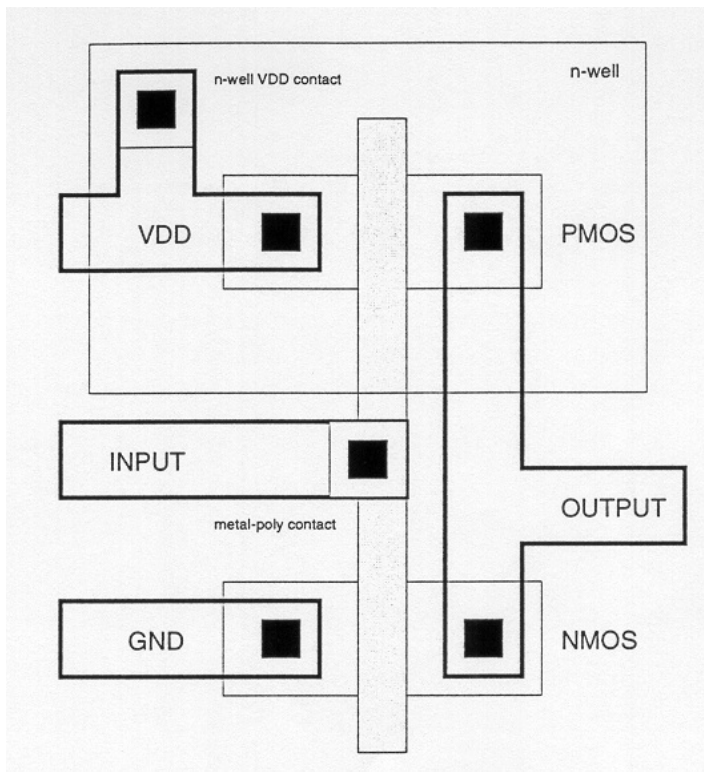 n-well VDD contact
n-well
VDD
PMOS
INPUT
metal-poly contact
OUTPUT
GND
NMOS